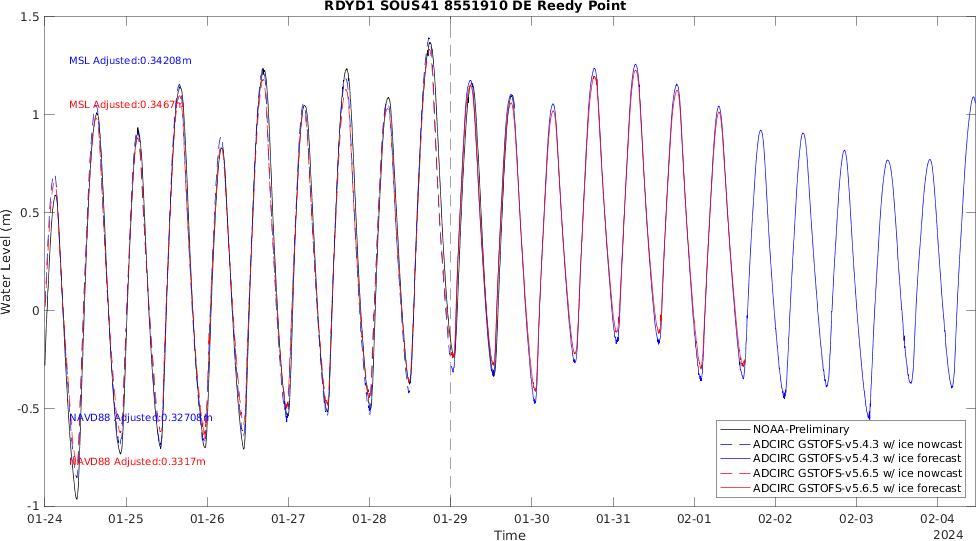 RDYD1 SOUS41 8551910 DE Reedy Point
1.5
1
0.5
0
-0.5
-1
Water Level (m)
MSL Adjusted:0.34208m
MSL Adjusted:0.3467m
NAVD88 Adjusted:0.32708m
NAVD88 Adjusted:0.3317m
NOAA-Preliminary
ADCIRC GSTOFS-v5.4.3 w/ ice nowcast
ADCIRC GSTOFS-v5.4.3 w/ ice forecast
ADCIRC GSTOFS-v5.6.5 w/ ice nowcast
ADCIRC GSTOFS-v5.6.5 w/ ice forecast
01-24 01-25 01-26 01-27 01-28 01-29 01-30 01-31 02-01 02-02 02-03 02-04
Time
2024